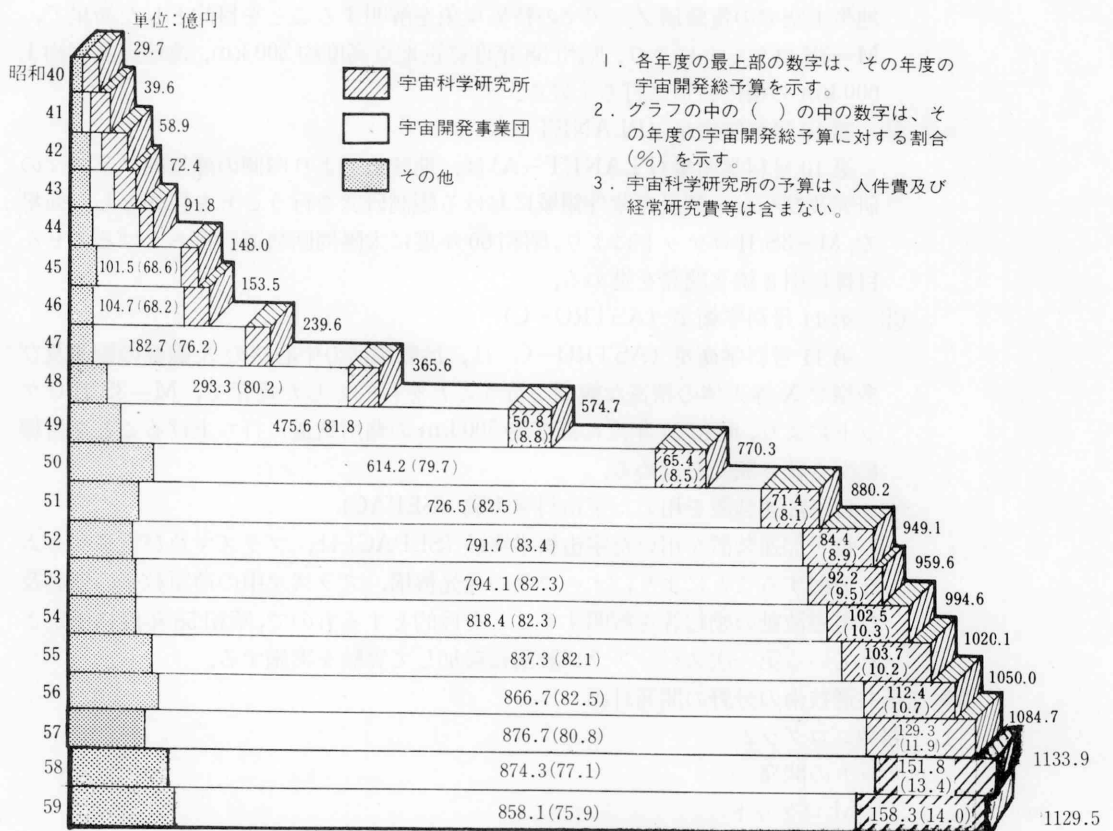 単位:億円
宇宙科学研究所
宇宙開発事業団
その他
1. 各年度の最上部の数字は、その年度の
宇宙開発総予算を示す。
2. グラフの中の( )の中の数字は、そ
の年度の宇宙開発総予算に対する割合
(%)を示す。
3. 宇宙科学研究所の予算は、人件費及び
経常研究費等は含まない。
昭和40 29.7
41 39.6
42 58.9
43 72.4
44 91.8
45 101.5(68.6) 148.0
46 104.7(68.2) 153.5
47 182.7(76.2) 239.6
48 293.3(80.2) 365.6
49 475.6(81.8) 50.8(8.8) 574.7
50 614.2(79.7) 65.4(8.5) 770.3
51 726.5(82.5) 71.4(8.1) 880.2
52 791.7(83.4) 84.4(8.9) 949.1
53 794.1(82.3) 92.2(9.5) 959.6
54 818.4(82.3) 102.5(10.3) 994.6
55 837.3(82.1) 103.7(10.2) 1020.1
56 866.7(82.5) 112.4(10.7) 1050.0
57 876.7(80.8) 129.3(11.9) 1084.7
58 874.3(77.1) 151.8(13.4) 1133.9
59 858.1(75.9) 158.3(14.0) 1129.5